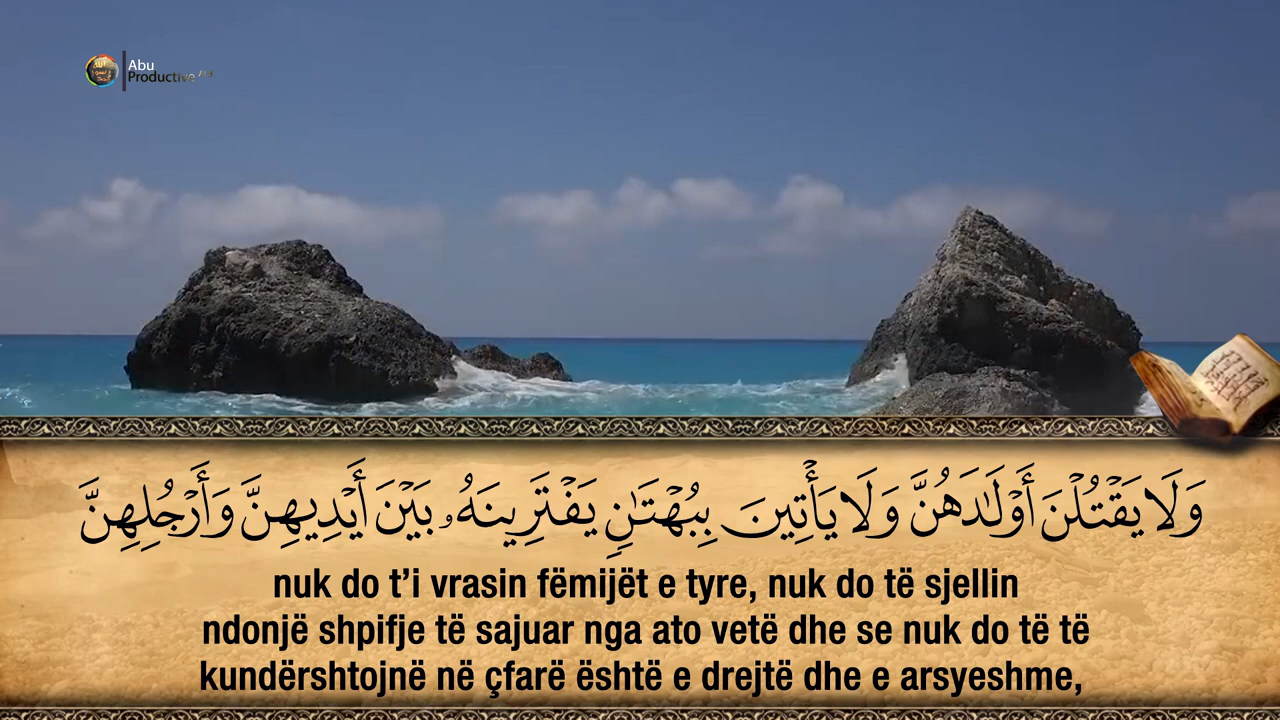 Abu
Productive
وَلَا يَقْتُلْنَ أَوْلَٰدَهُنَّ وَلَا يَأْتِينَ بِبُهْتَٰنٍ يَفْتَرِينَهُۥ بَيْنَ أَيْدِيهِنَّ وَأَرْجُلِهِنَّ
nuk do t’i vrasin fëmijët e tyre, nuk do të sjellin
ndonjë shpifje të sajuar nga ato vetë dhe se nuk do të të
kundërshtojnë në çfarë është e drejtë dhe e arsyeshme,